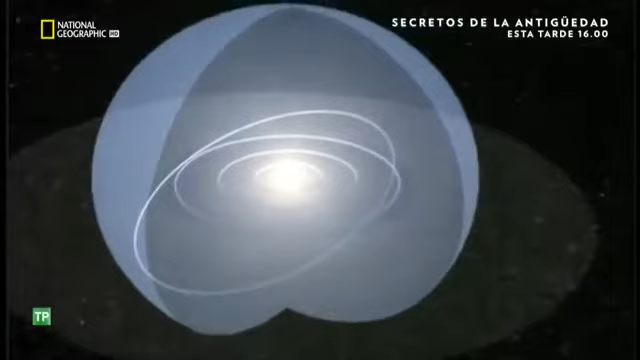 NATIONAL
GEOGRAPHIC HD
SECRETOS DE LA ANTIGÜEDAD
ESTA TARDE 16.00
TP